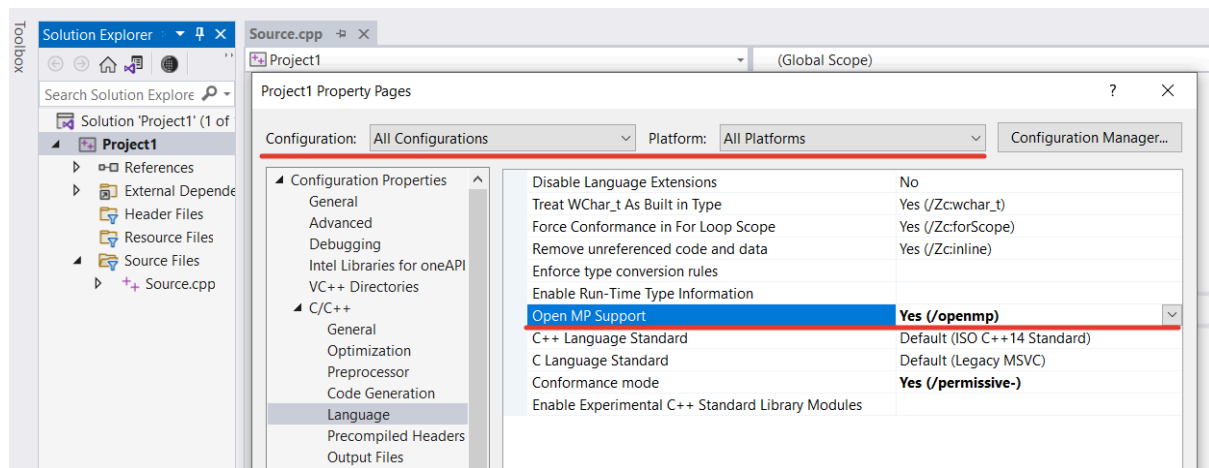 Toolbox
Solution Explorer
Source.cpp
Project1
(Global Scope)
Search Solution Explore
Solution 'Project1' (1 of
Project1
References
External Depende
Header Files
Resource Files
Source Files
Source.cpp
Project1 Property Pages
?
Configuration: All Configurations Platform: All Platforms Configuration Manager...
Configuration Properties
General
Advanced
Debugging
Intel Libraries for oneAPI
VC++ Directories
C/C++
General
Optimization
Preprocessor
Code Generation
Language
Precompiled Headers
Output Files
Disable Language Extensions No
Treat WChar_t As Built in Type Yes (/Zc:wchar_t)
Force Conformance in For Loop Scope Yes (/Zc:forScope)
Remove unreferenced code and data Yes (/Zc:inline)
Enforce type conversion rules
Enable Run-Time Type Information
Open MP Support Yes (/openmp)
C++ Language Standard Default (ISO C++14 Standard)
C Language Standard Default (Legacy MSVC)
Conformance mode Yes (/permissive-)
Enable Experimental C++ Standard Library Modules